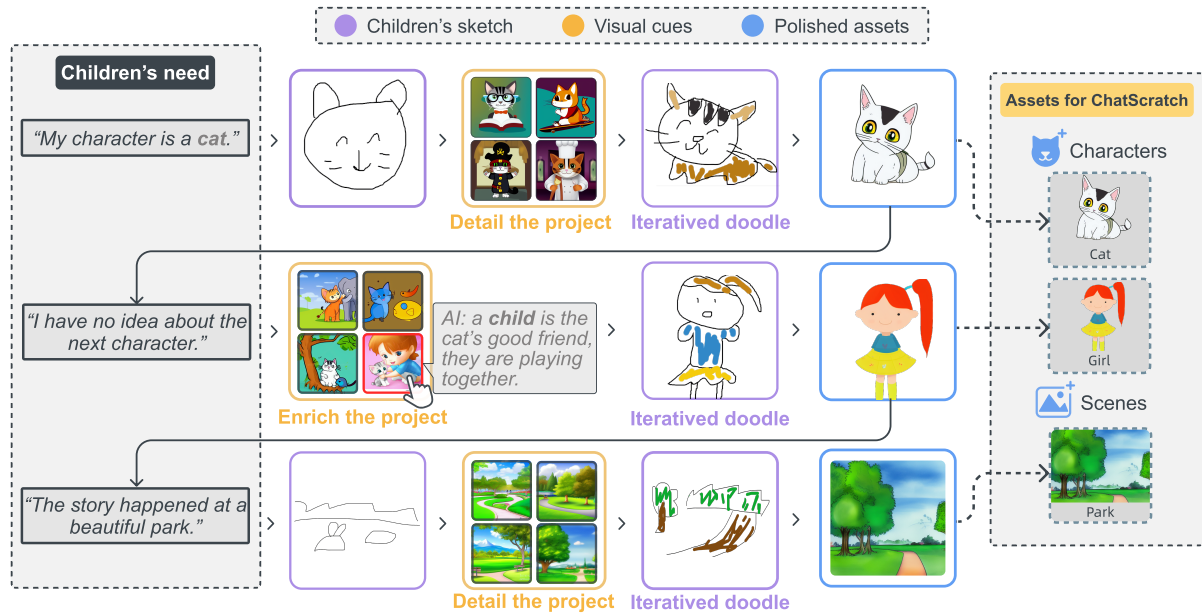 Children's sketch
Visual cues
Polished assets
Children's need
Assets for ChatScratch
“My character is a cat.”
Characters
Detail the project
Iteratived doodle
Cat
“I have no idea about the
next character.”
AI: a child is the
cat's good friend,
they are playing
together.
Girl
Enrich the project
Iteratived doodle
Scenes
“The story happened at a
beautiful park.”
Park
Detail the project
Iteratived doodle